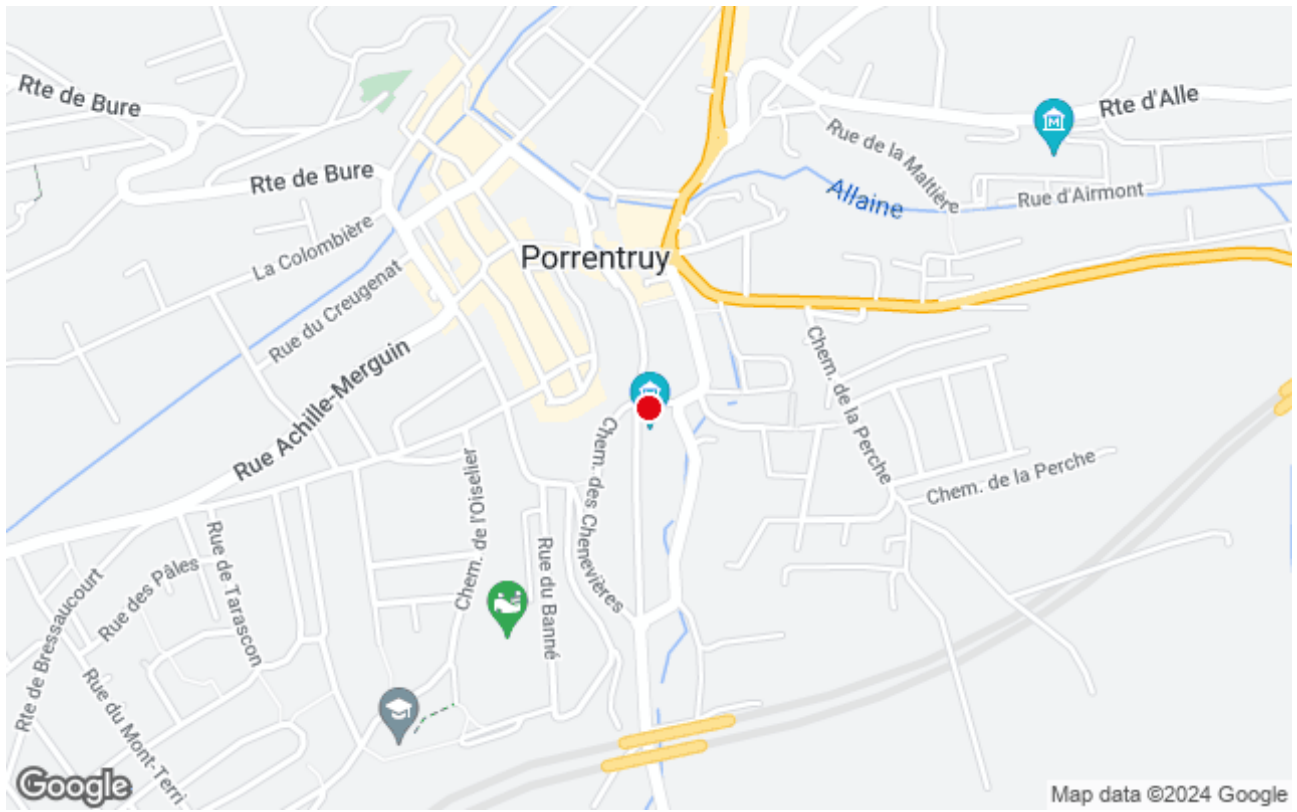 Rte de Bure
Rte d'Alle
Rue de la Maltière
Rte de Bure
Allaine
Rue d'Airmont
La Colombière
Porrentruy
Rue du Creugenat
Chem. de la Perche
Rue Achille-Merguin
Chem. des Chenevières
Chem. de l'Oiselier
Chem. de la Perche
Rue du Banné
Rue de Tarascon
Rue des Pâles
Rte de Bressaucourt
Rue du Mont-Terri
M
Google
Map data ©2024 Google